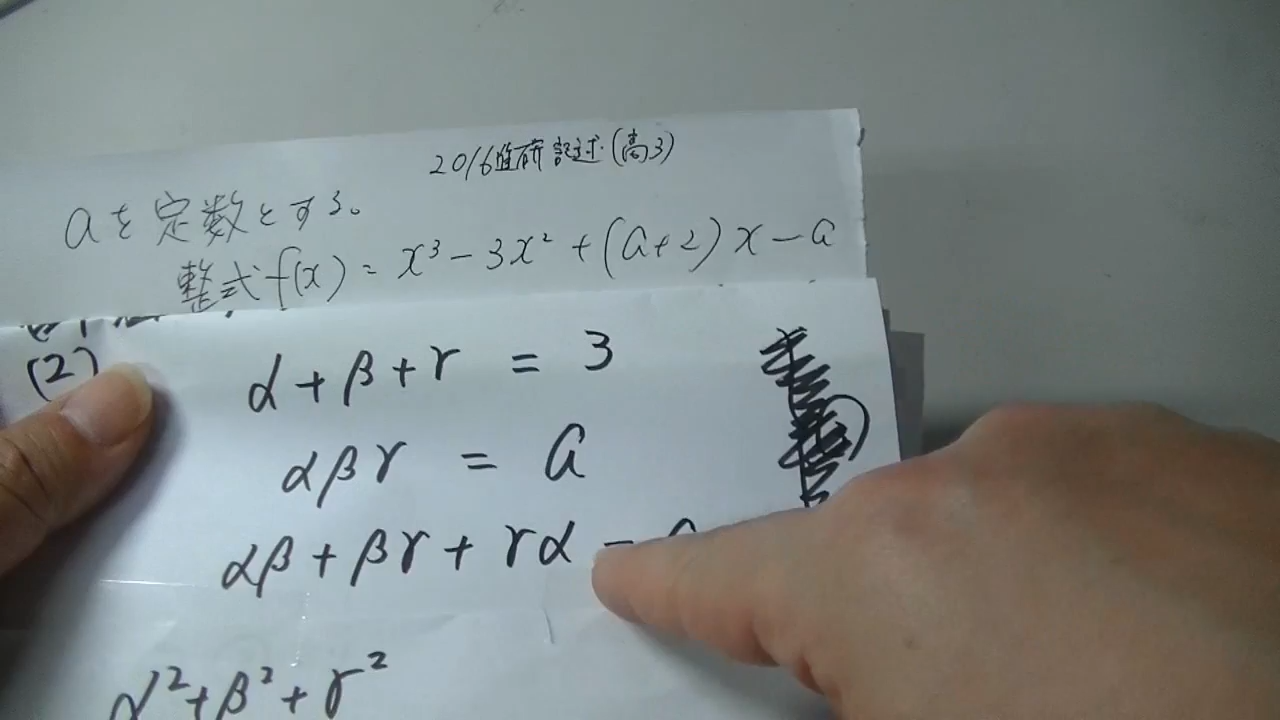 2016進研記述(高3)
aを定数とする。
整式f(x)=x³-3x²+(a+2)x-a
(2)
α+β+γ = 3
αβγ = a
αβ+βγ+γα =
α²+β²+γ²